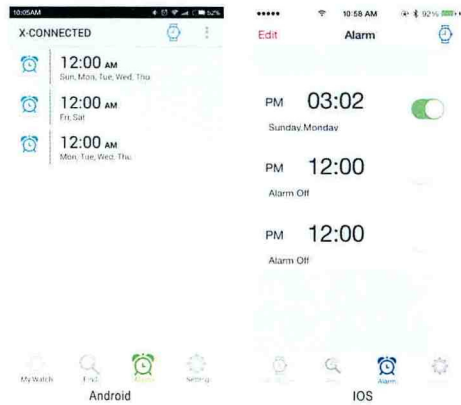 10:05AM 52%
X-CONNECTED
12:00 AM
Sun, Mon, Tue, Wed, Thu
12:00 AM
Fri, Sat
12:00 AM
Mon, Tue, Wed, Thu
My Watch Find Setting
Android
10:58 AM 92%
Edit Alarm
PM 03:02
Sunday,Monday
PM 12:00
Alarm Off
PM 12:00
Alarm Off
Alarm
IOS